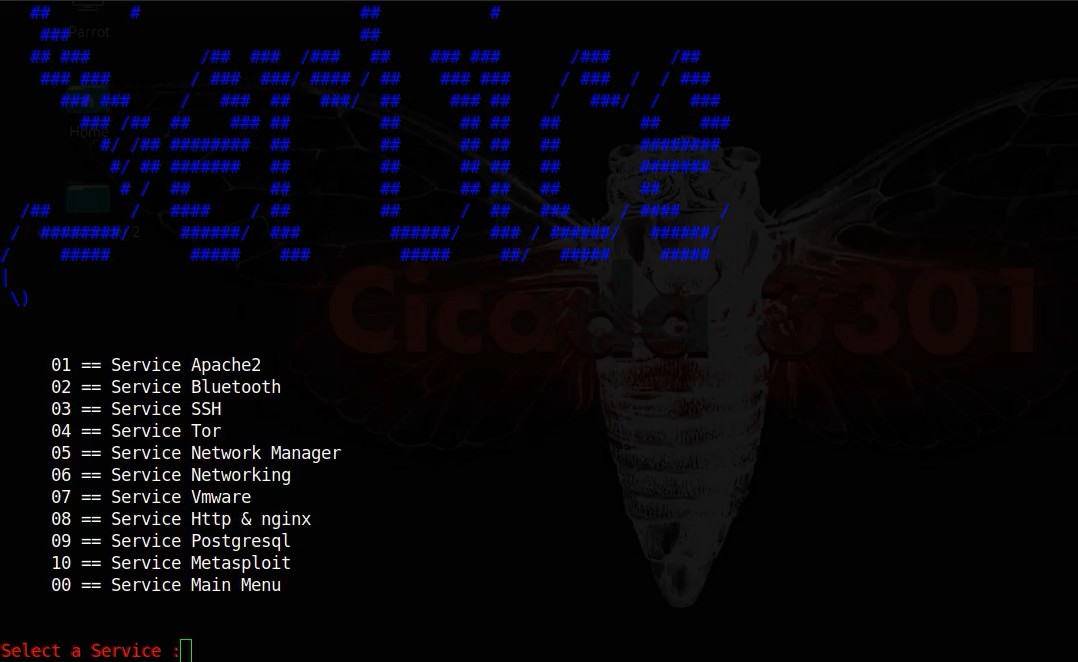 Parrot
Home
Service
Cicada 3301
01 == Service Apache2
02 == Service Bluetooth
03 == Service SSH
04 == Service Tor
05 == Service Network Manager
06 == Service Networking
07 == Service Vmware
08 == Service Http & nginx
09 == Service Postgresql
10 == Service Metasploit
00 == Service Main Menu
Select a Service :